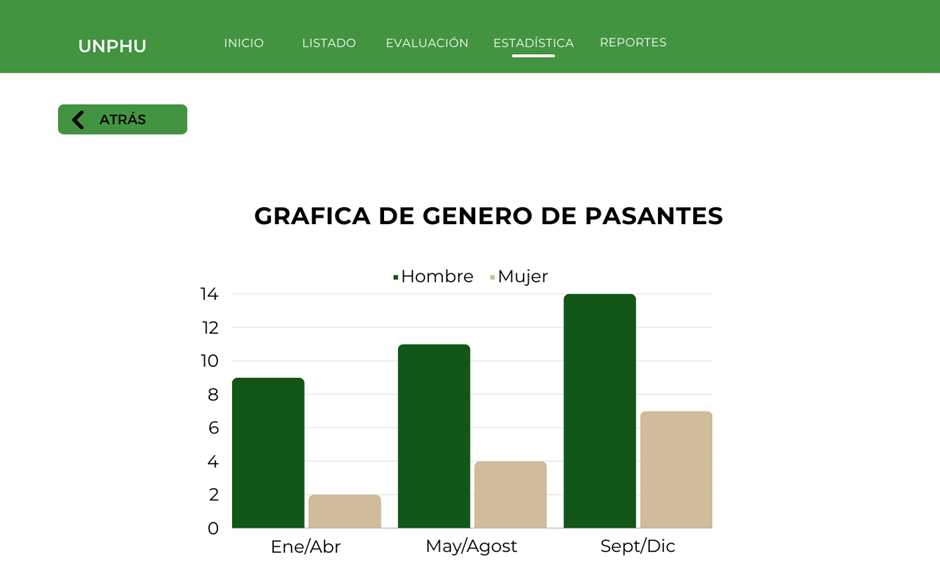 UNPHU INICIO LISTADO EVALUACIÓN ESTADÍSTICA REPORTES
ATRÁS
GRAFICA DE GENERO DE PASANTES
Hombre Mujer
14
12
10
8
6
4
2
0
Ene/Abr May/Agost Sept/Dic